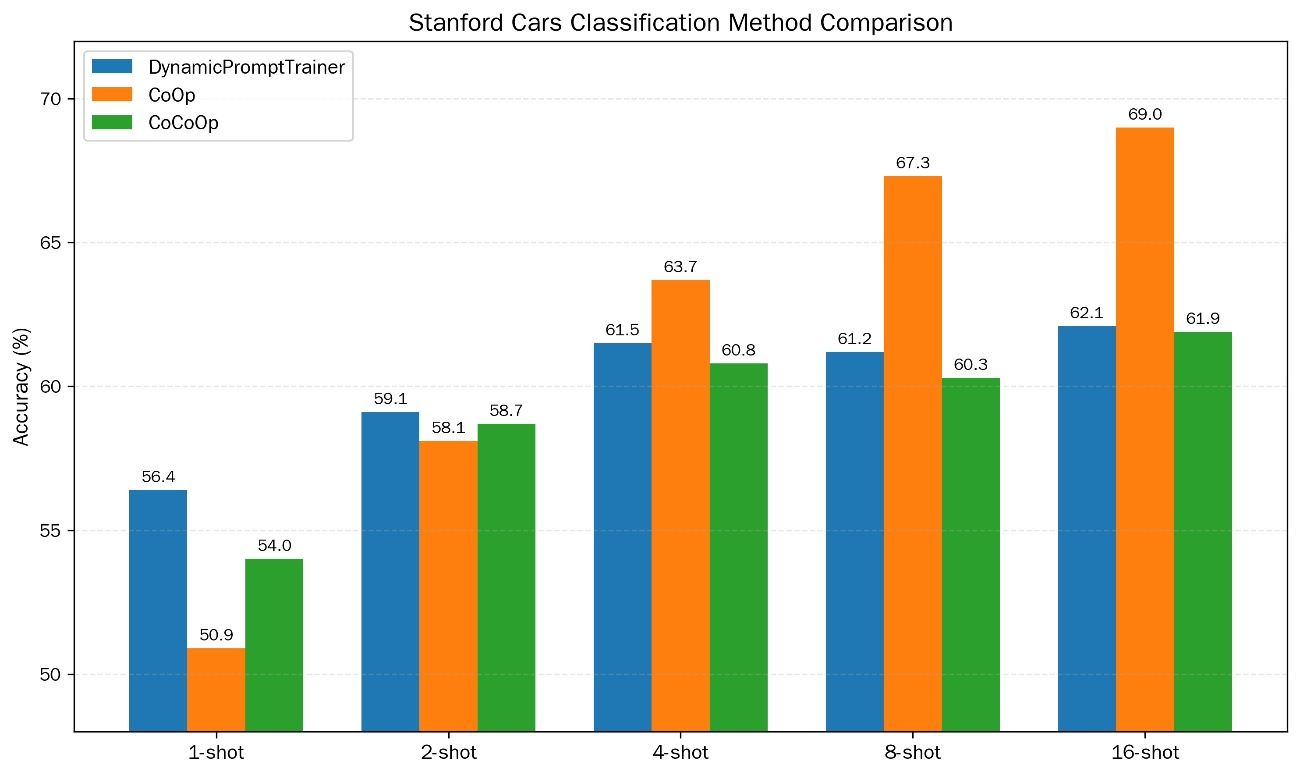 Stanford Cars Classification Method Comparison
DynamicPromptTrainer
CoOp
CoCoOp
Accuracy (%)
70
65
60
55
50
56.4
50.9
54.0
59.1
58.1
58.7
61.5
63.7
60.8
61.2
67.3
60.3
62.1
69.0
61.9
1-shot
2-shot
4-shot
8-shot
16-shot